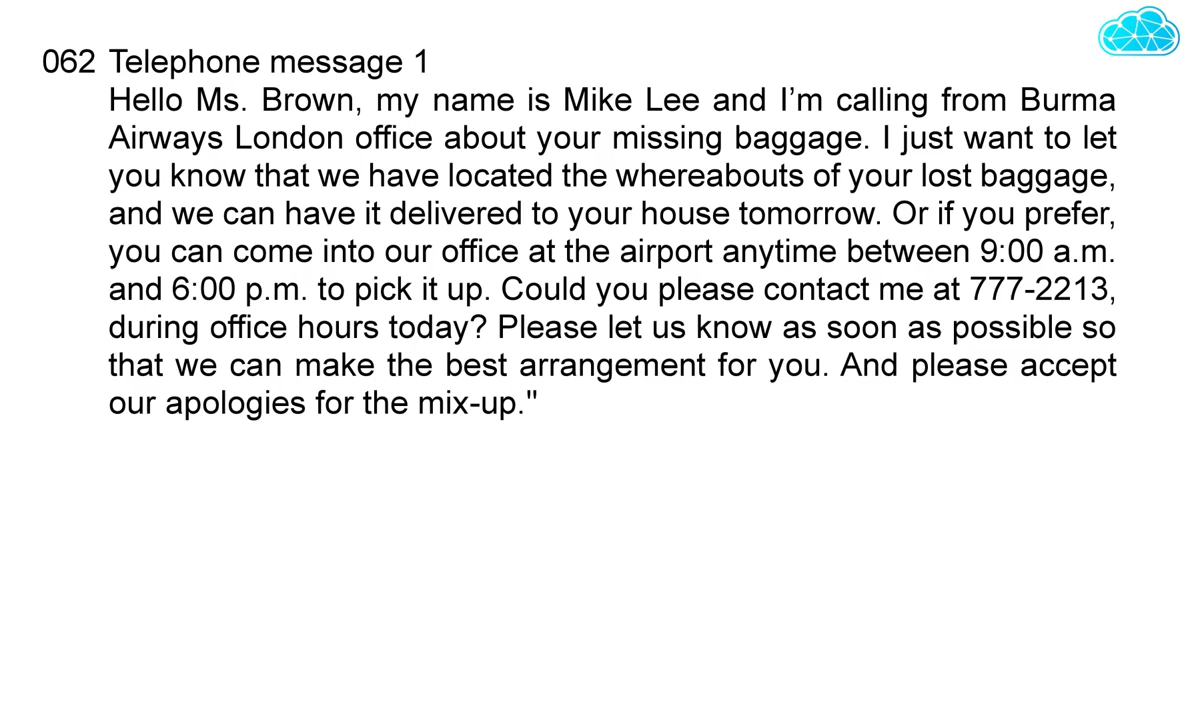 062 Telephone message 1
Hello Ms. Brown, my name is Mike Lee and I’m calling from Burma
Airways London office about your missing baggage. I just want to let
you know that we have located the whereabouts of your lost baggage,
and we can have it delivered to your house tomorrow. Or if you prefer,
you can come into our office at the airport anytime between 9:00 a.m.
and 6:00 p.m. to pick it up. Could you please contact me at 777-2213,
during office hours today? Please let us know as soon as possible so
that we can make the best arrangement for you. And please accept
our apologies for the mix-up."